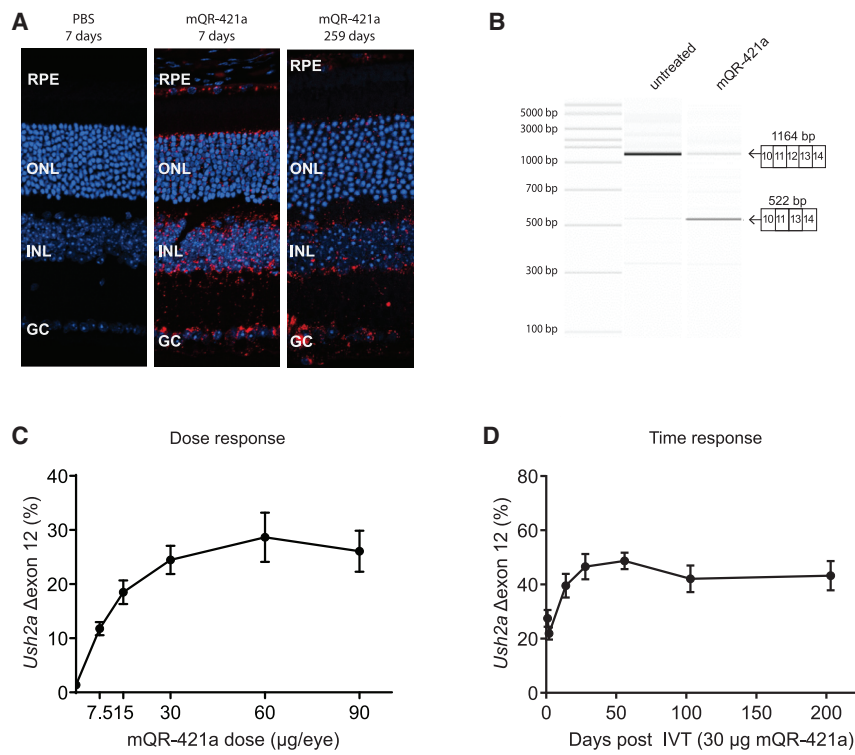 A
PBS
7 days
mQR-421a
7 days
mQR-421a
259 days
RPE
ONL
INL
GC
RPE
ONL
INL
GC
RPE
ONL
INL
GC
B
untreated
mQR-421a
5000 bp
3000 bp
1000 bp
700 bp
500 bp
300 bp
100 bp
1164 bp
10 11 12 13 14
522 bp
10 11 13 14
C
Dose response
Ush2a Δexon 12 (%)
40
30
20
10
0
7.5 15 30 60 90
mQR-421a dose (µg/eye)
D
Time response
Ush2a Δexon 12 (%)
80
60
40
20
0
0 50 100 150 200
Days post IVT (30 µg mQR-421a)